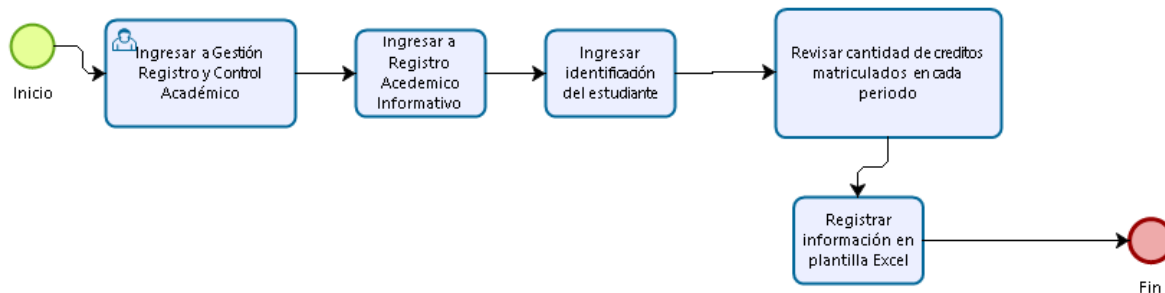 Inicio
Ingresar a Gestión
Registro y Control
Académico
Ingresar a
Registro
Acedemico
Informativo
Ingresar
identificación
del estudiante
Revisar cantidad de creditos
matriculados en cada
periodo
Registrar
información en
plantilla Excel
Fin